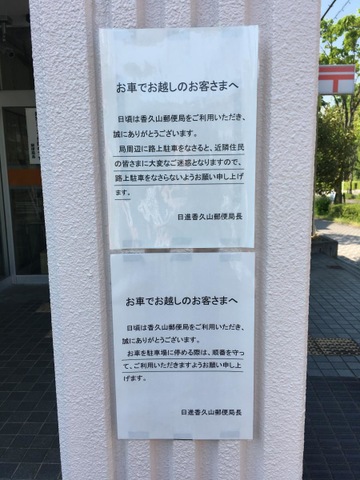 お車でお越しのお客さまへ
日頃は香久山郵便局をご利用いただき、
誠にありがとうございます。
局周辺に路上駐車をなさると、近隣住民
の皆さまに大変なご迷惑となりますので、
路上駐車をなさらないようお願い申し上げ
ます。
日進香久山郵便局長
お車でお越しのお客さまへ
日頃は香久山郵便局をご利用いただき、
誠にありがとうございます。
お車を駐車場に停める際は、順番を守っ
て、ご利用いただきますようお願い申し上
げます。
日進香久山郵便局長